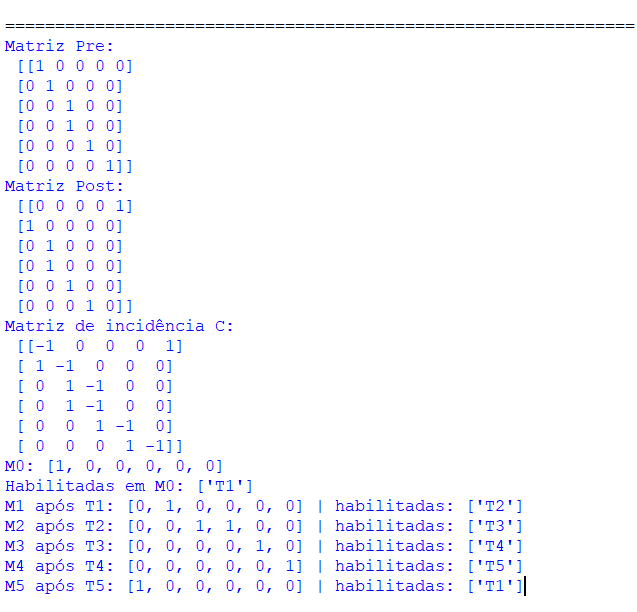 ===============================================================
Matriz Pre:
 [[1 0 0 0 0]
 [0 1 0 0 0]
 [0 0 1 0 0]
 [0 0 1 0 0]
 [0 0 0 1 0]
 [0 0 0 0 1]]
Matriz Post:
 [[0 0 0 0 1]
 [1 0 0 0 0]
 [0 1 0 0 0]
 [0 1 0 0 0]
 [0 0 1 0 0]
 [0 0 0 1 0]]
Matriz de incidência C:
 [[-1  0  0  0  1]
 [ 1 -1  0  0  0]
 [ 0  1 -1  0  0]
 [ 0  1 -1  0  0]
 [ 0  0  1 -1  0]
 [ 0  0  0  1 -1]]
M0: [1, 0, 0, 0, 0, 0]
Habilitadas em M0: ['T1']
M1 após T1: [0, 1, 0, 0, 0, 0] | habilitadas: ['T2']
M2 após T2: [0, 0, 1, 1, 0, 0] | habilitadas: ['T3']
M3 após T3: [0, 0, 0, 0, 1, 0] | habilitadas: ['T4']
M4 após T4: [0, 0, 0, 0, 0, 1] | habilitadas: ['T5']
M5 após T5: [1, 0, 0, 0, 0, 0] | habilitadas: ['T1']